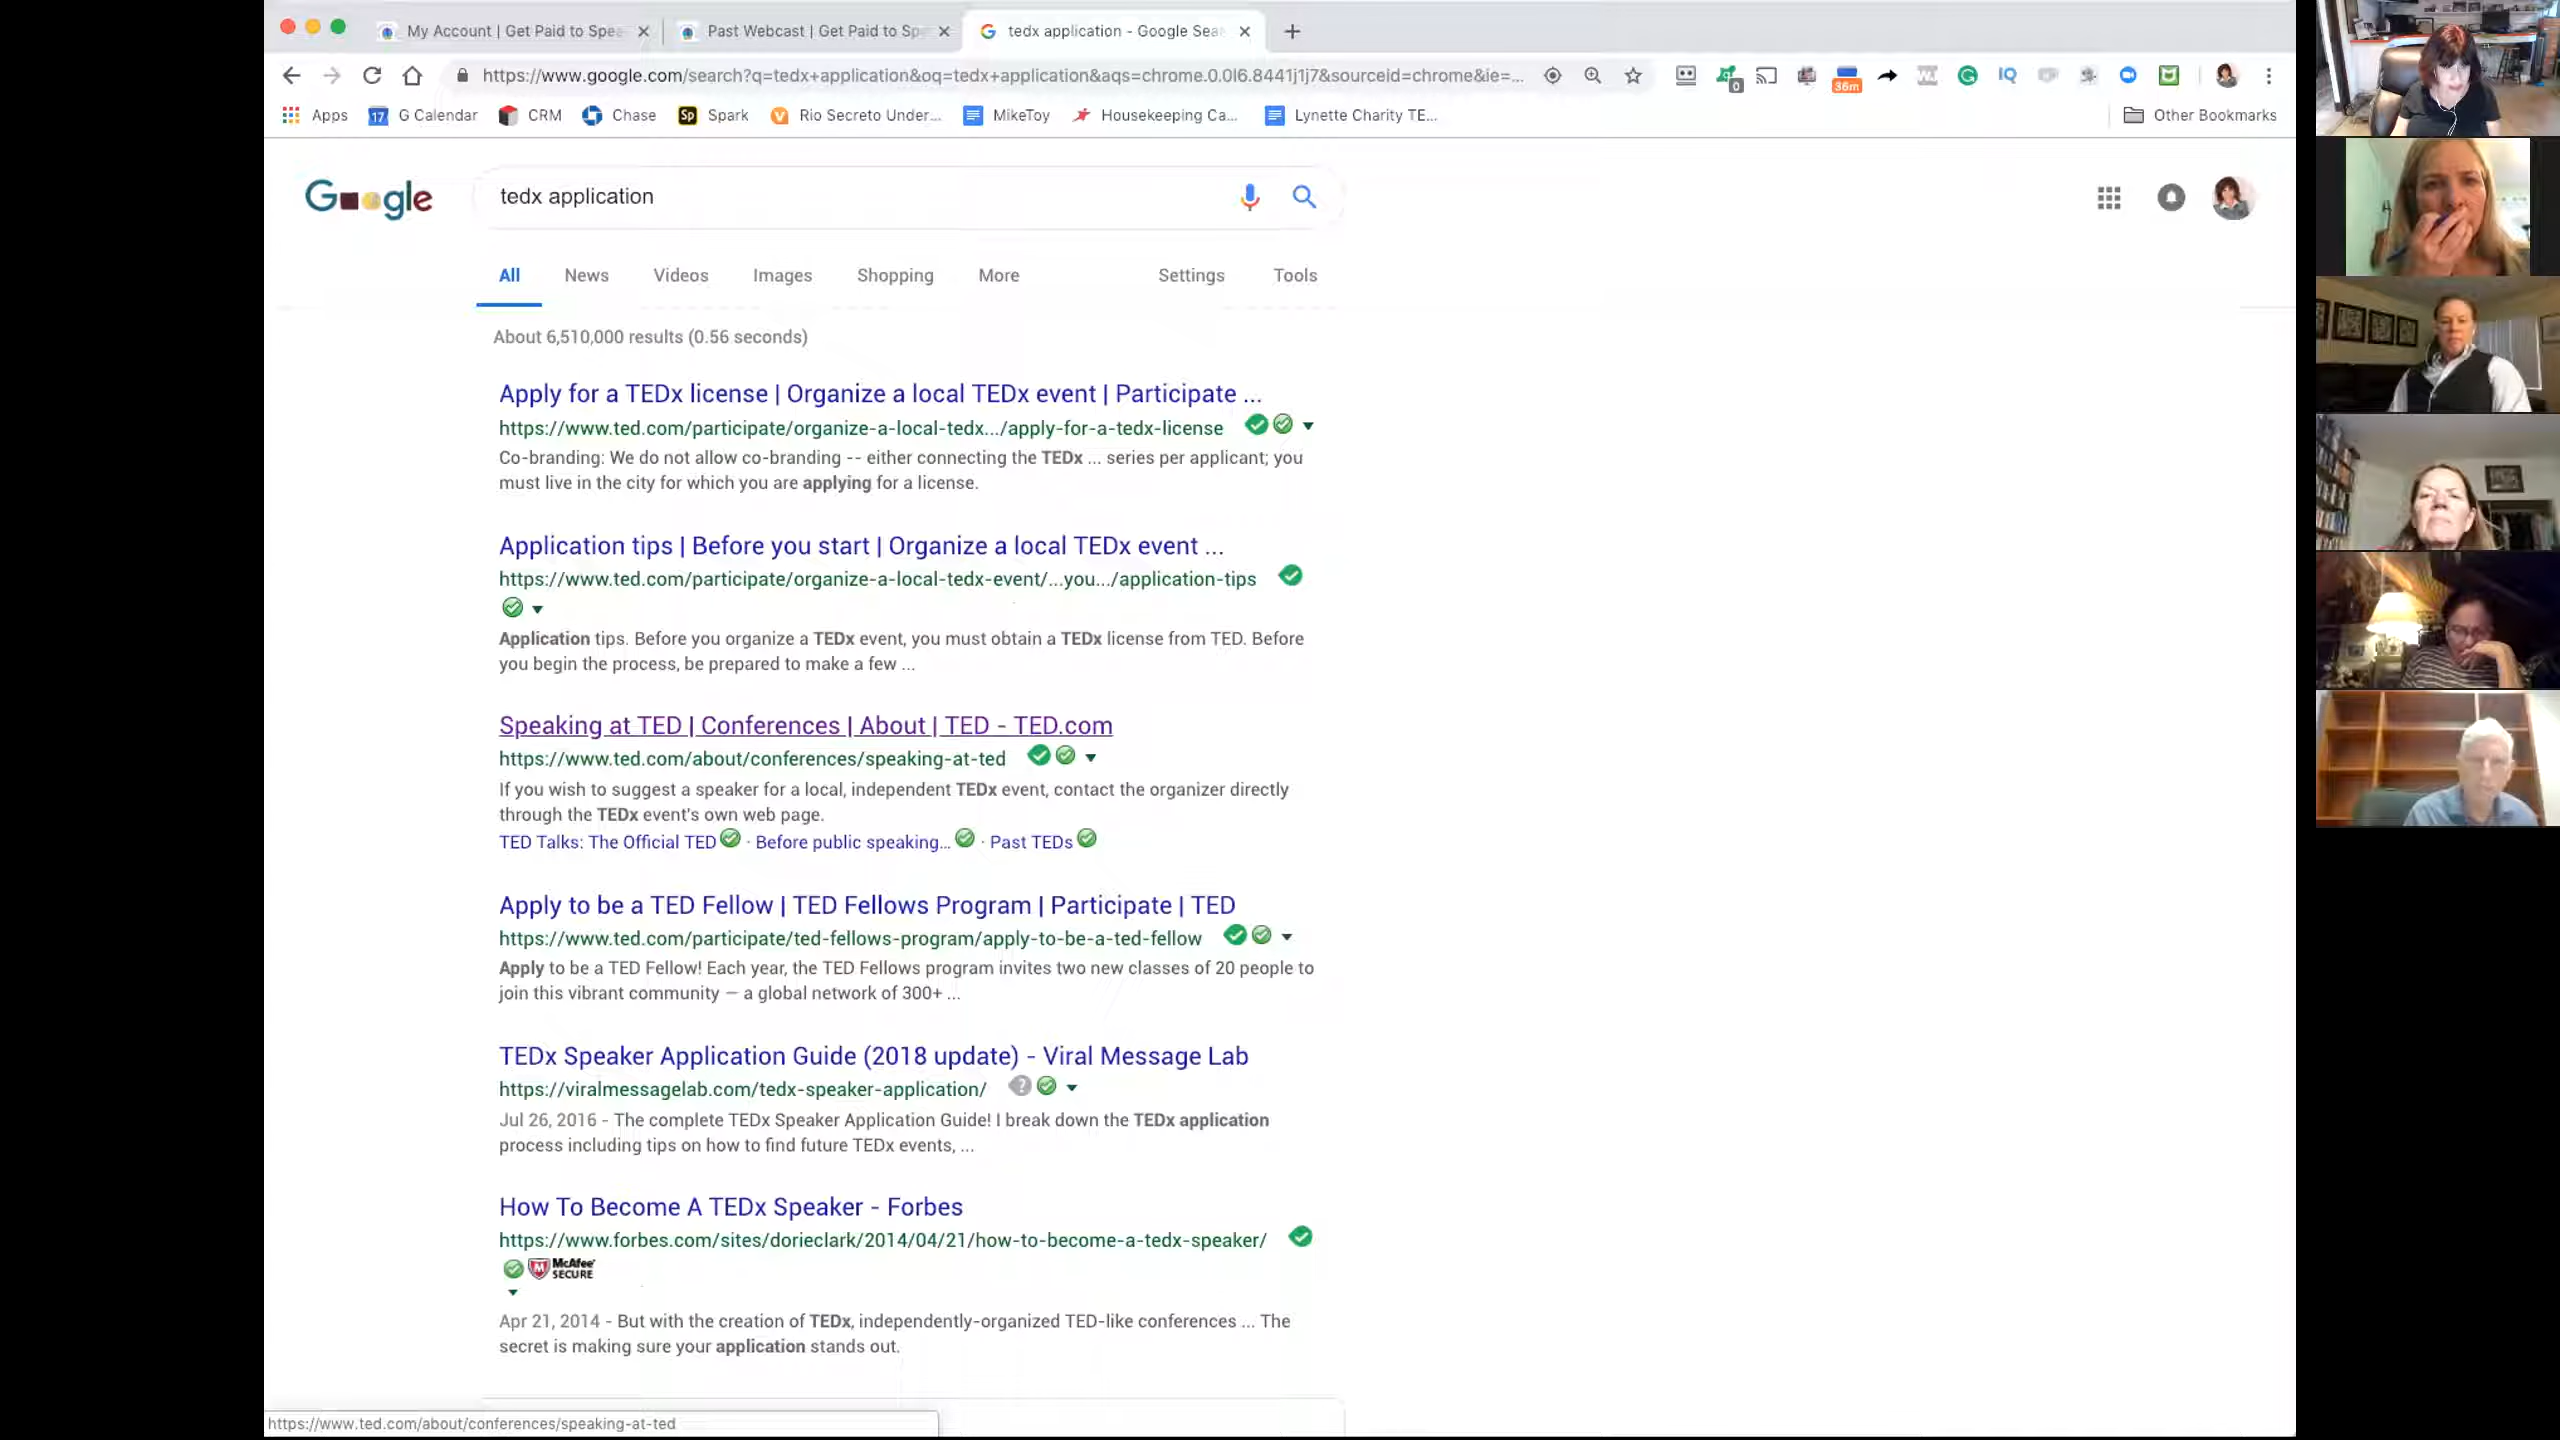 My Account | Get Paid to Spea
Past Webcast | Get Paid to Sp
tedx application - Google Sea
https://www.google.com/search?q=tedx+application&oq=tedx+application&aqs=chrome.0.0l6.8441j1j7&sourceid=chrome&ie=...
0
36m
IQ
Apps
17
G Calendar
CRM
Chase
Sp
Spark
Rio Secreto Under...
MikeToy
Housekeeping Ca...
Lynette Charity TE...
Other Bookmarks
Google
tedx application
All
News
Videos
Images
Shopping
More
Settings
Tools
About 6,510,000 results (0.56 seconds)
Apply for a TEDx license | Organize a local TEDx event | Participate ...
https://www.ted.com/participate/organize-a-local-tedx.../apply-for-a-tedx-license
Co-branding: We do not allow co-branding -- either connecting the TEDx ... series per applicant; you
must live in the city for which you are applying for a license.
Application tips | Before you start | Organize a local TEDx event ...
https://www.ted.com/participate/organize-a-local-tedx-event/...you.../application-tips
Application tips. Before you organize a TEDx event, you must obtain a TEDx license from TED. Before
you begin the process, be prepared to make a few ...
Speaking at TED | Conferences | About | TED - TED.com
https://www.ted.com/about/conferences/speaking-at-ted
If you wish to suggest a speaker for a local, independent TEDx event, contact the organizer directly
through the TEDx event's own web page.
TED Talks: The Official TED · Before public speaking... · Past TEDs
Apply to be a TED Fellow | TED Fellows Program | Participate | TED
https://www.ted.com/participate/ted-fellows-program/apply-to-be-a-ted-fellow
Apply to be a TED Fellow! Each year, the TED Fellows program invites two new classes of 20 people to
join this vibrant community — a global network of 300+ ...
TEDx Speaker Application Guide (2018 update) - Viral Message Lab
https://viralmessagelab.com/tedx-speaker-application/
Jul 26, 2016 - The complete TEDx Speaker Application Guide! I break down the TEDx application
process including tips on how to find future TEDx events, ...
How To Become A TEDx Speaker - Forbes
https://www.forbes.com/sites/dorieclark/2014/04/21/how-to-become-a-tedx-speaker/
McAfee
SECURE
Apr 21, 2014 - But with the creation of TEDx, independently-organized TED-like conferences ... The
secret is making sure your application stands out.
https://www.ted.com/about/conferences/speaking-at-ted